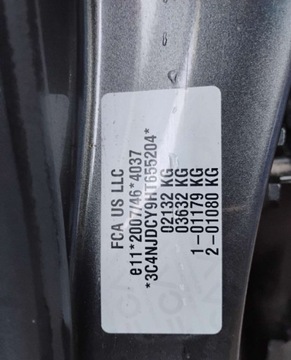 FCA US LLC
e11*2007/46*4037
*3C4NJDCY9HT655204*
02132 KG
03632 KG
1-01179 KG
2-01080 KG